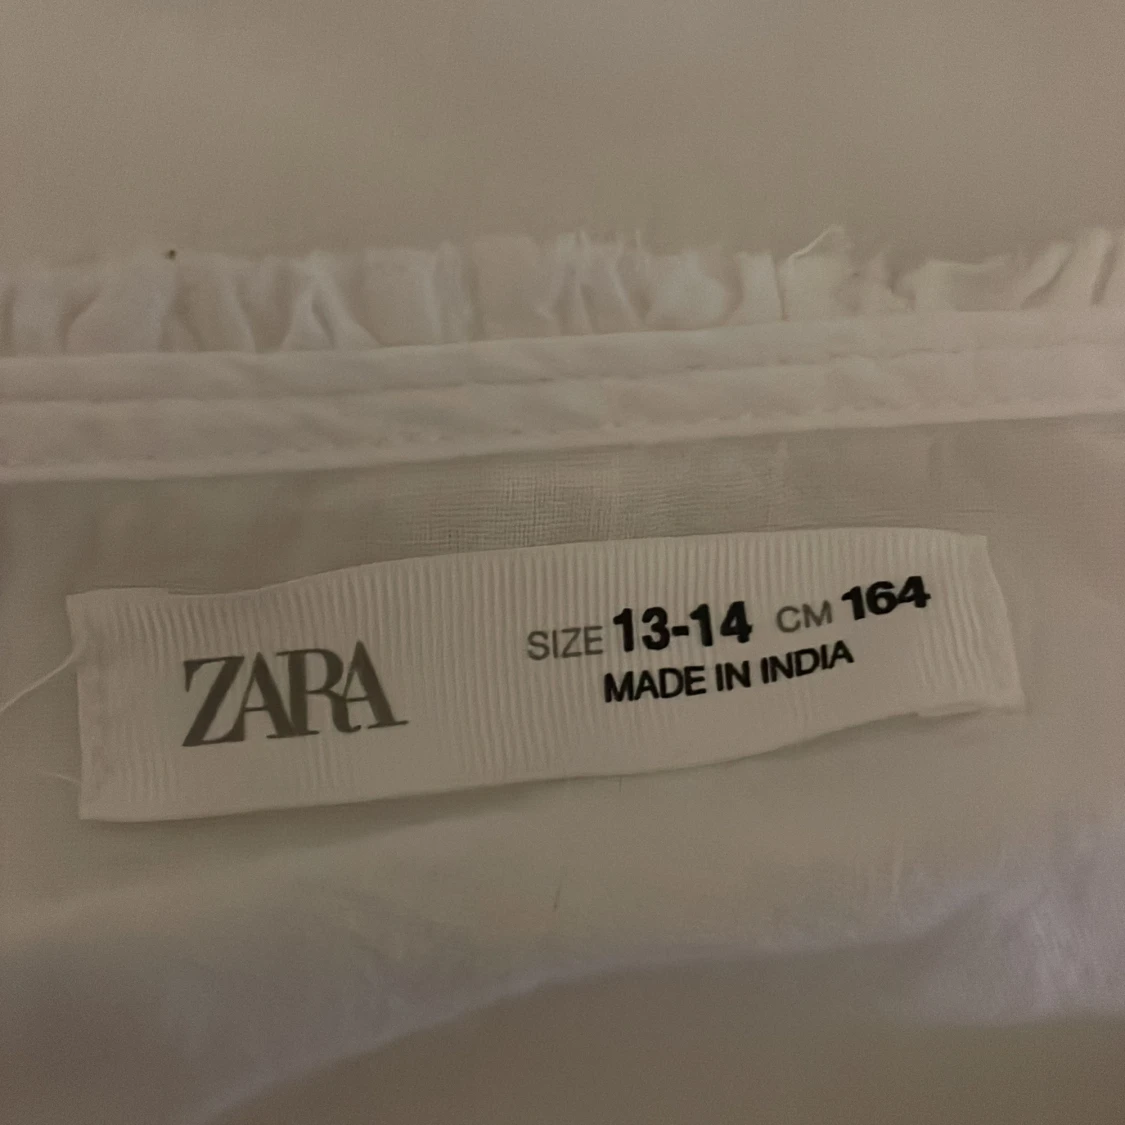 ZARA
SIZE 13-14 CM 164
MADE IN INDIA